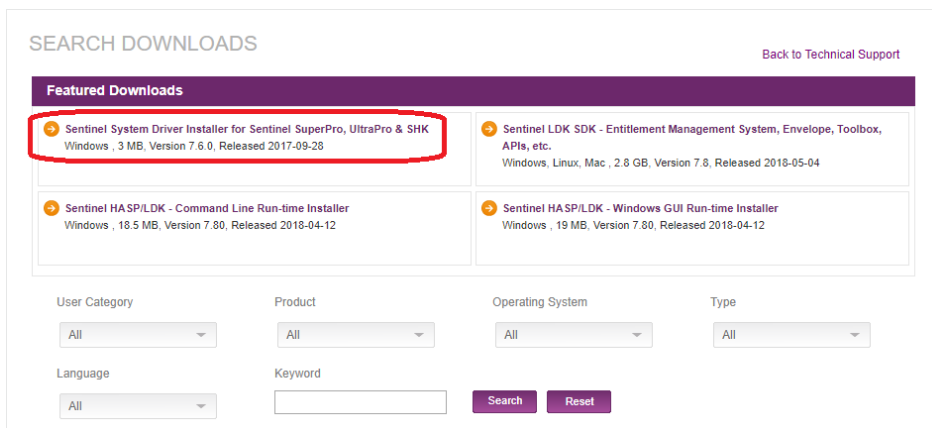 SEARCH DOWNLOADS
Back to Technical Support
Featured Downloads
Sentinel System Driver Installer for Sentinel SuperPro, UltraPro & SHK
Windows , 3 MB, Version 7.6.0, Released 2017-09-28
Sentinel LDK SDK - Entitlement Management System, Envelope, Toolbox,
APIs, etc.
Windows, Linux, Mac , 2.8 GB, Version 7.8, Released 2018-05-04
Sentinel HASP/LDK - Command Line Run-time Installer
Windows , 18.5 MB, Version 7.80, Released 2018-04-12
Sentinel HASP/LDK - Windows GUI Run-time Installer
Windows , 19 MB, Version 7.80, Released 2018-04-12
User Category
Product
Operating System
Type
All
All
All
All
Language
Keyword
All
Search
Reset